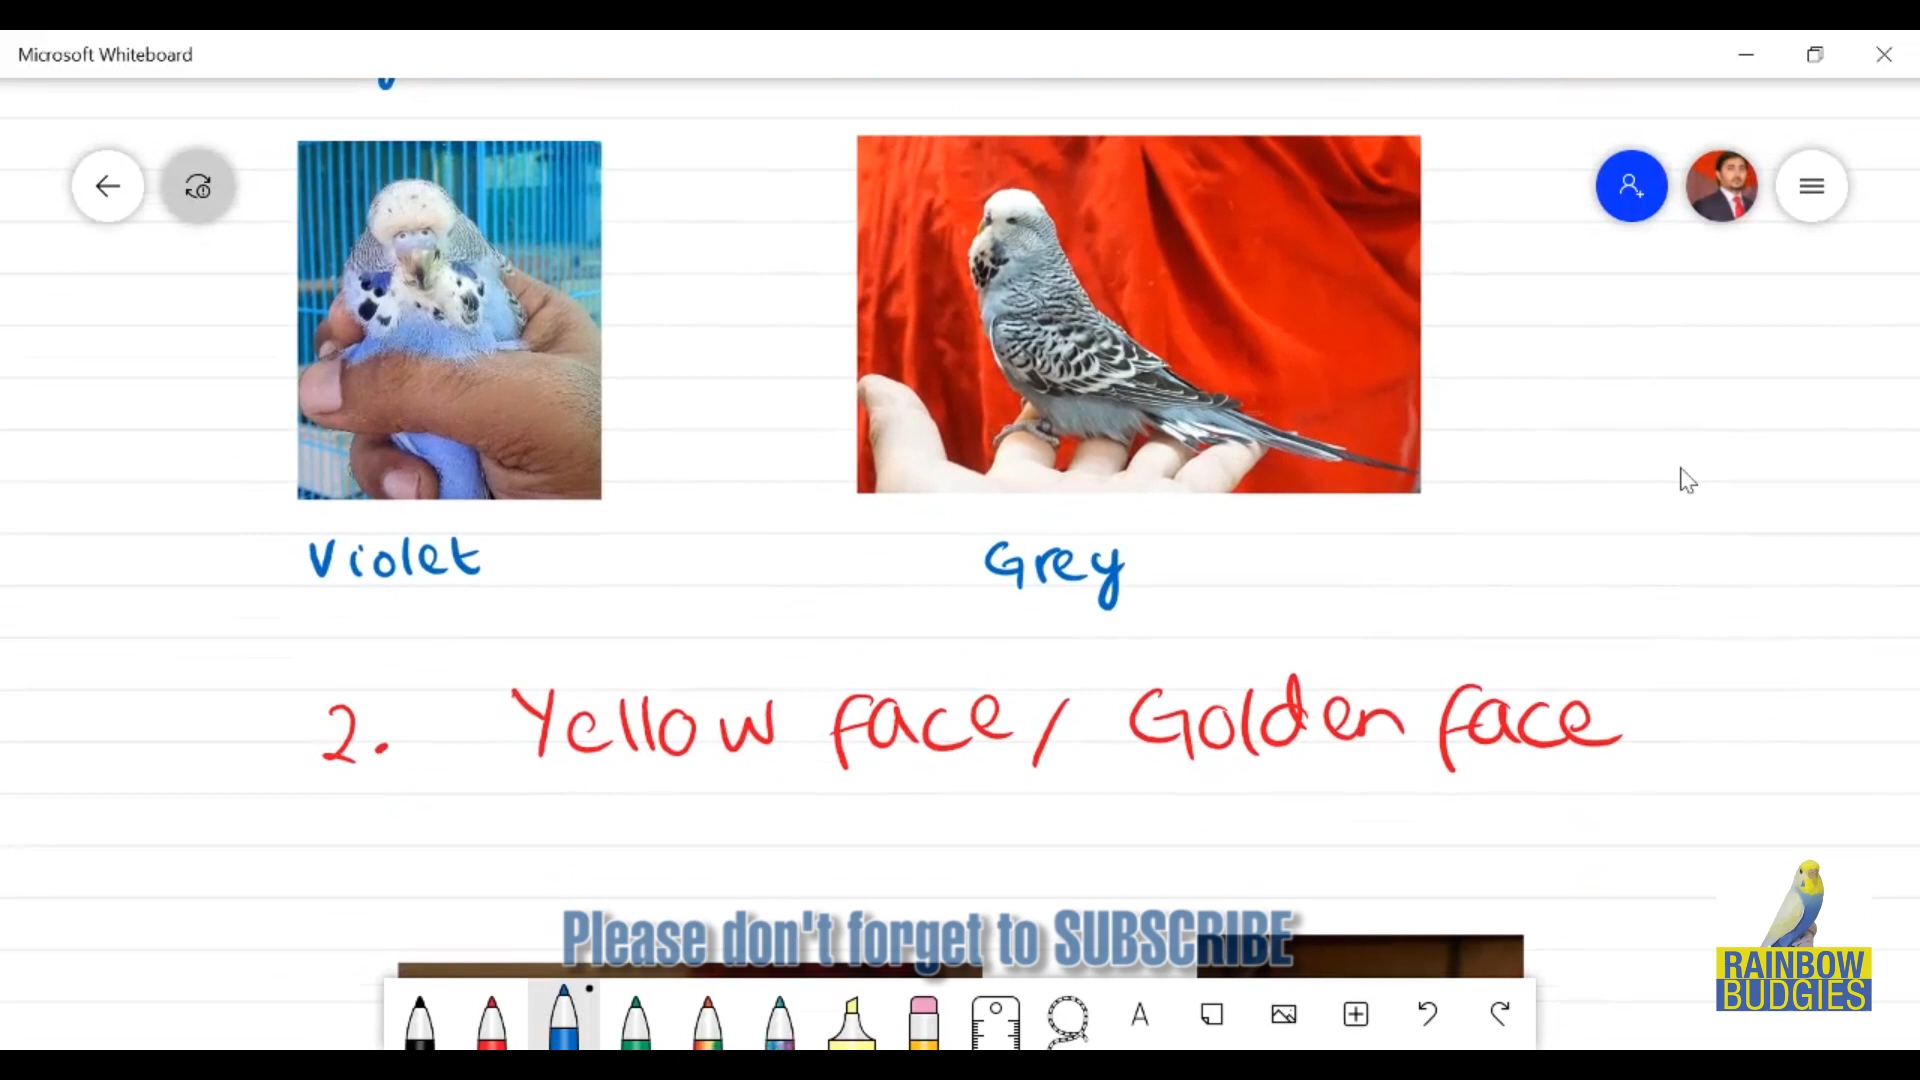 Microsoft Whiteboard
Violet
Grey
2. Yellow face / Golden face
Please don't forget to SUBSCRIBE
RAINBOW
BUDGIES